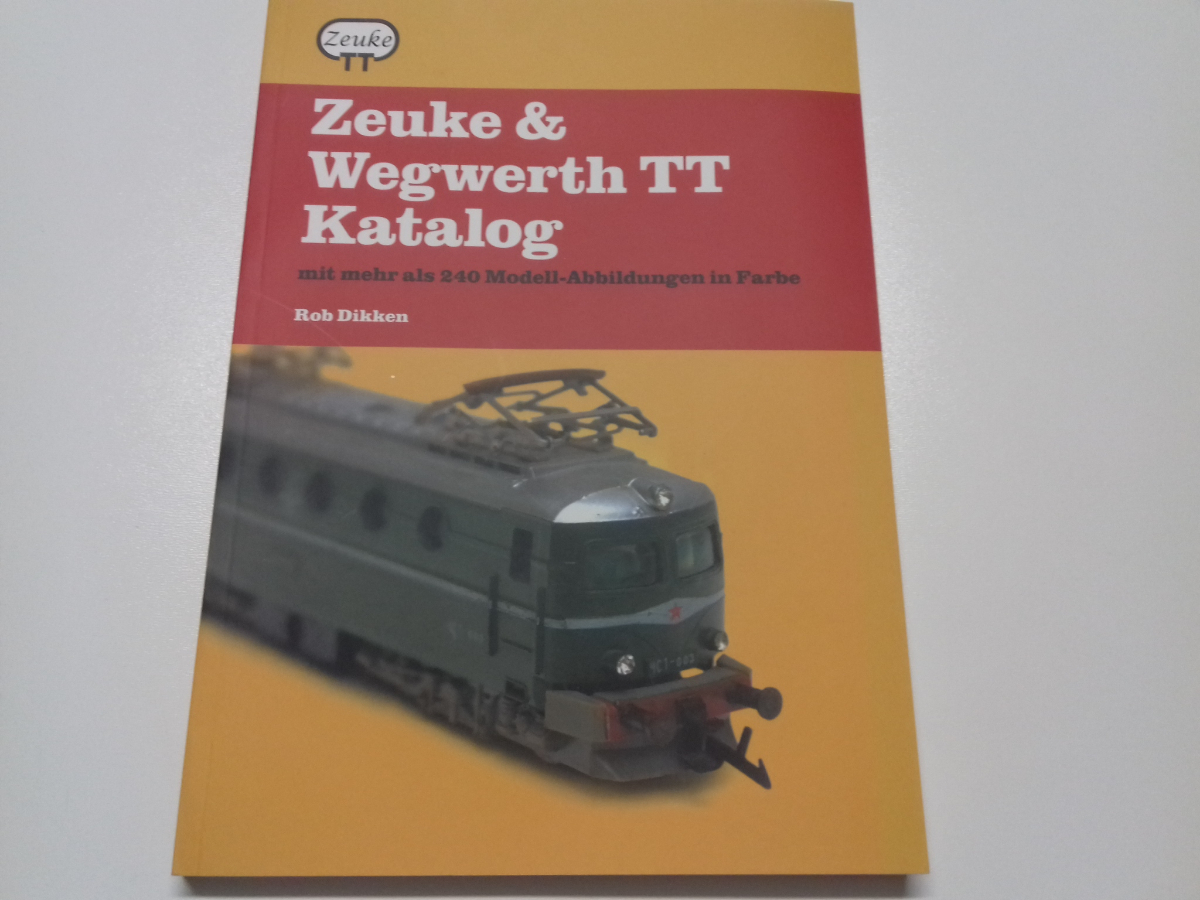 Zeuke
TT
Zeuke &
Wegwerth TT
Katalog
mit mehr als 240 Modell-Abbildungen in Farbe
Rob Dikken